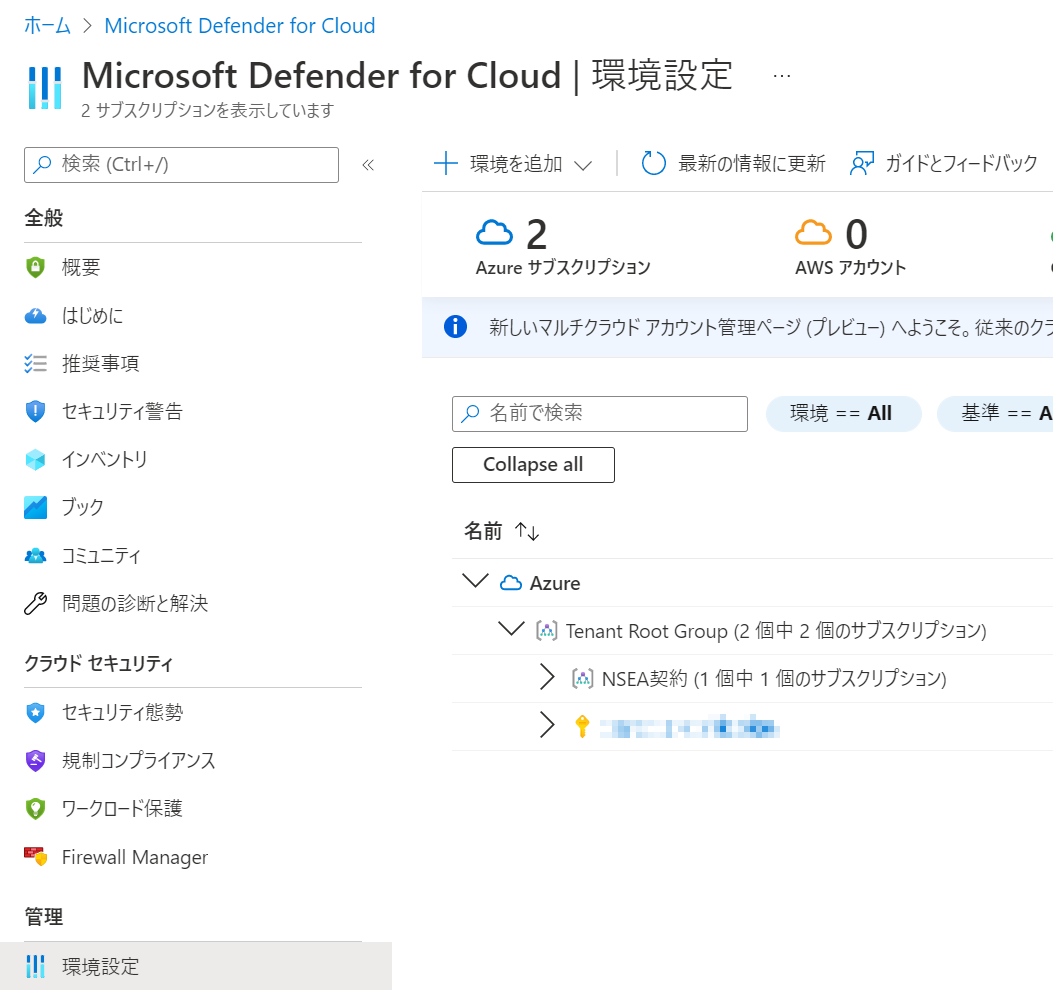 ホーム > Microsoft Defender for Cloud
Microsoft Defender for Cloud | 環境設定 ...
2 サブスクリプションを表示しています
検索 (Ctrl+/) «
環境を追加 最新の情報に更新 ガイドとフィードバック
全般
概要
はじめに
推奨事項
セキュリティ警告
インベントリ
ブック
コミュニティ
問題の診断と解決
クラウド セキュリティ
セキュリティ態勢
規制コンプライアンス
ワークロード保護
Firewall Manager
管理
環境設定
2
Azure サブスクリプション
0
AWS アカウント
新しいマルチクラウド アカウント管理ページ (プレビュー) へようこそ。従来のクラ
名前で検索 環境 == All 基準 == A
Collapse all
名前 ↑↓
Azure
Tenant Root Group (2 個中 2 個のサブスクリプション)
NSEA契約 (1 個中 1 個のサブスクリプション)